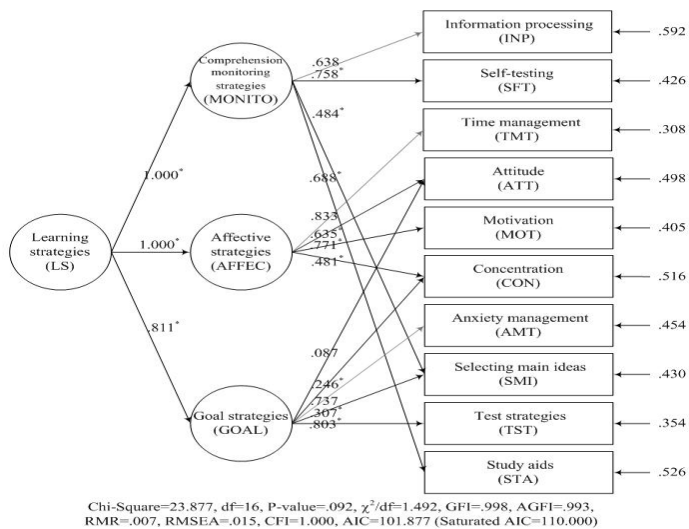 Comprehension
monitoring
strategies
(MONITO)
Learning
strategies
(LS)
Affective
strategies
(AFFEC)
Goal strategies
(GOAL)
1.000*
1.000*
.811*
.638
.758*
.484*
.688*
.833
.635*
.771*
.481*
.087
.246*
.737
.307*
.803*
Information processing
(INP)
.592
Self-testing
(SFT)
.426
Time management
(TMT)
.308
Attitude
(ATT)
.498
Motivation
(MOT)
.405
Concentration
(CON)
.516
Anxiety management
(AMT)
.454
Selecting main ideas
(SMI)
.430
Test strategies
(TST)
.354
Study aids
(STA)
.526
Chi-Square=23.877, df=16, P-value=.092, χ²/df=1.492, GFI=.998, AGFI=.993,
RMR=.007, RMSEA=.015, CFI=1.000, AIC=101.877 (Saturated AIC=110.000)